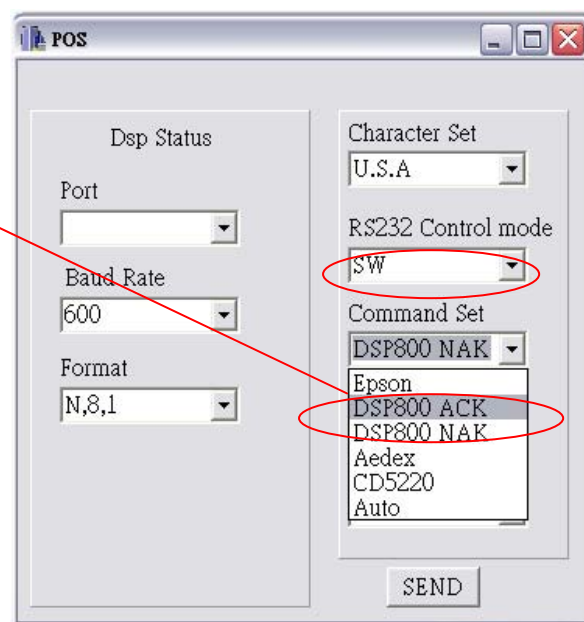 POS
Dsp Status
Port
Baud Rate
600
Format
N,8,1
Character Set
U.S.A
RS232 Control mode
SW
Command Set
DSP800 NAK
Epson
DSP800 ACK
DSP800 NAK
Aedex
CD5220
Auto
SEND